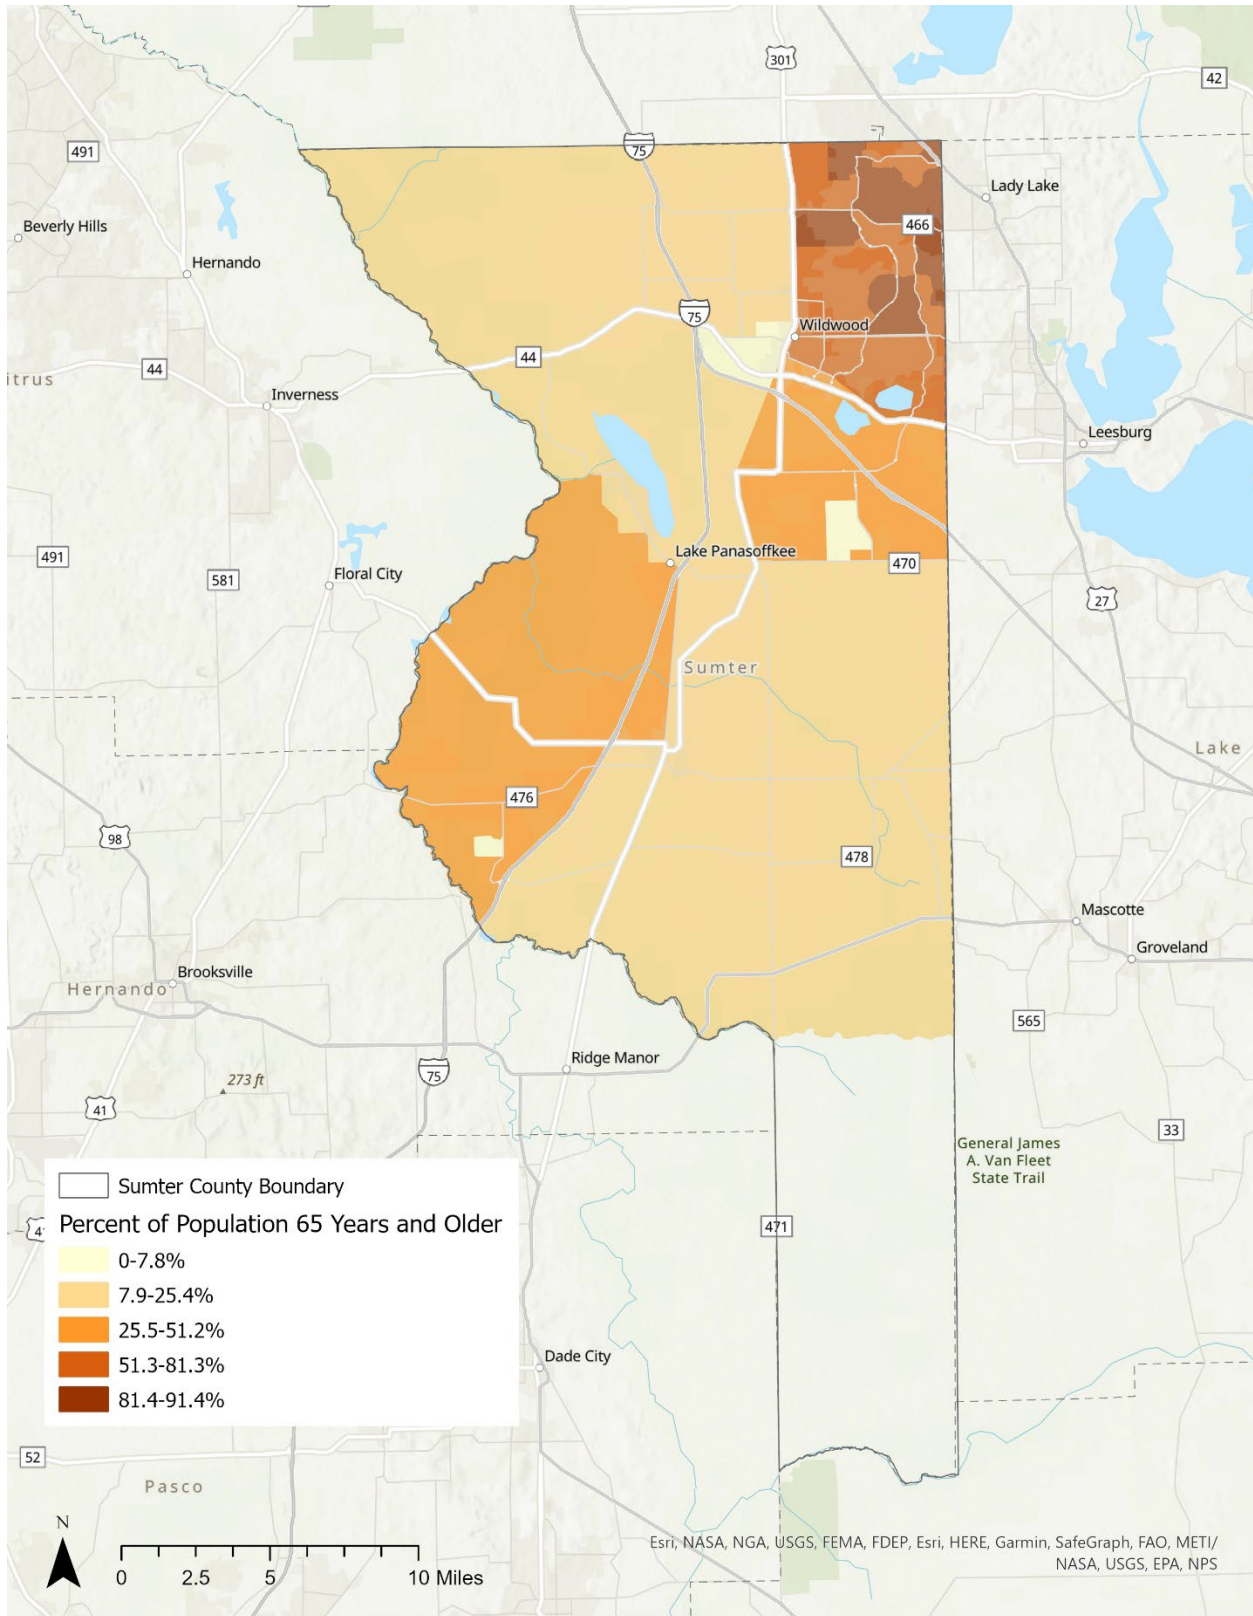 301
42
491
75
Lady Lake
Beverly Hills
466
Hernando
75
Wildwood
44
44
itrus
Inverness
Leesburg
Lake Panasoffkee
491
470
Floral City
581
27
Sumter
Lake
476
98
478
Mascotte
Groveland
Brooksville
Hernando
565
Ridge Manor
75
273 ft
41
33
General James
A. Van Fleet
State Trail
Sumter County Boundary
Percent of Population 65 Years and Older
471
0-7.8%
7.9-25.4%
25.5-51.2%
51.3-81.3%
81.4-91.4%
Dade City
52
Pasco
N
0 2.5 5 10 Miles
Esri, NASA, NGA, USGS, FEMA, FDEP, Esri, HERE, Garmin, SafeGraph, FAO, METI/
NASA, USGS, EPA, NPS